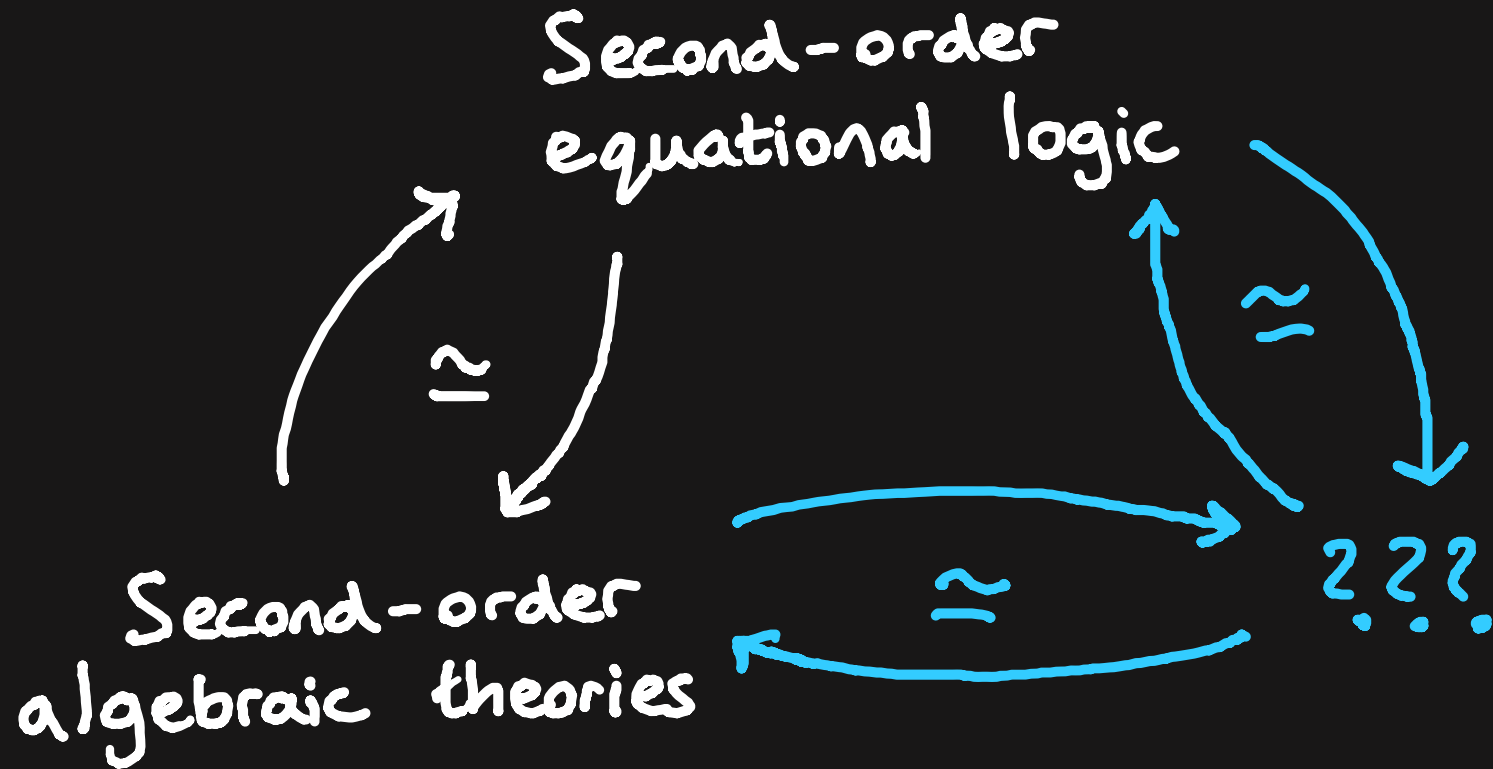 Second-order
equational logic
≅
≅
Second-order
algebraic theories
≅
???